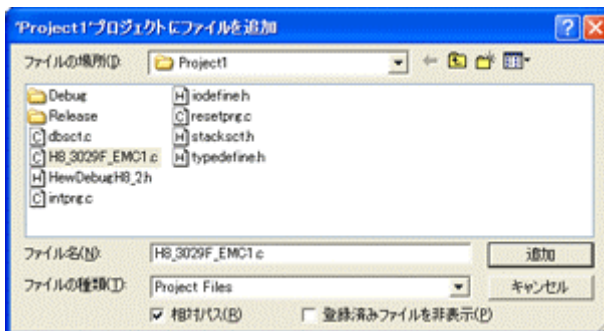 'Project1'プロジェクトにファイルを追加
ファイルの場所(I):
Project1
Debug
Release
dbsct.c
H8_3029F_EMC1.c
HewDebugH8_2.h
intprg.c
iodefine.h
resetprg.c
stacksct.h
typedefine.h
ファイル名(N):
H8_3029F_EMC1.c
追加
ファイルの種類(T):
Project Files
キャンセル
相対パス(R)
登録済みファイルを非表示(P)